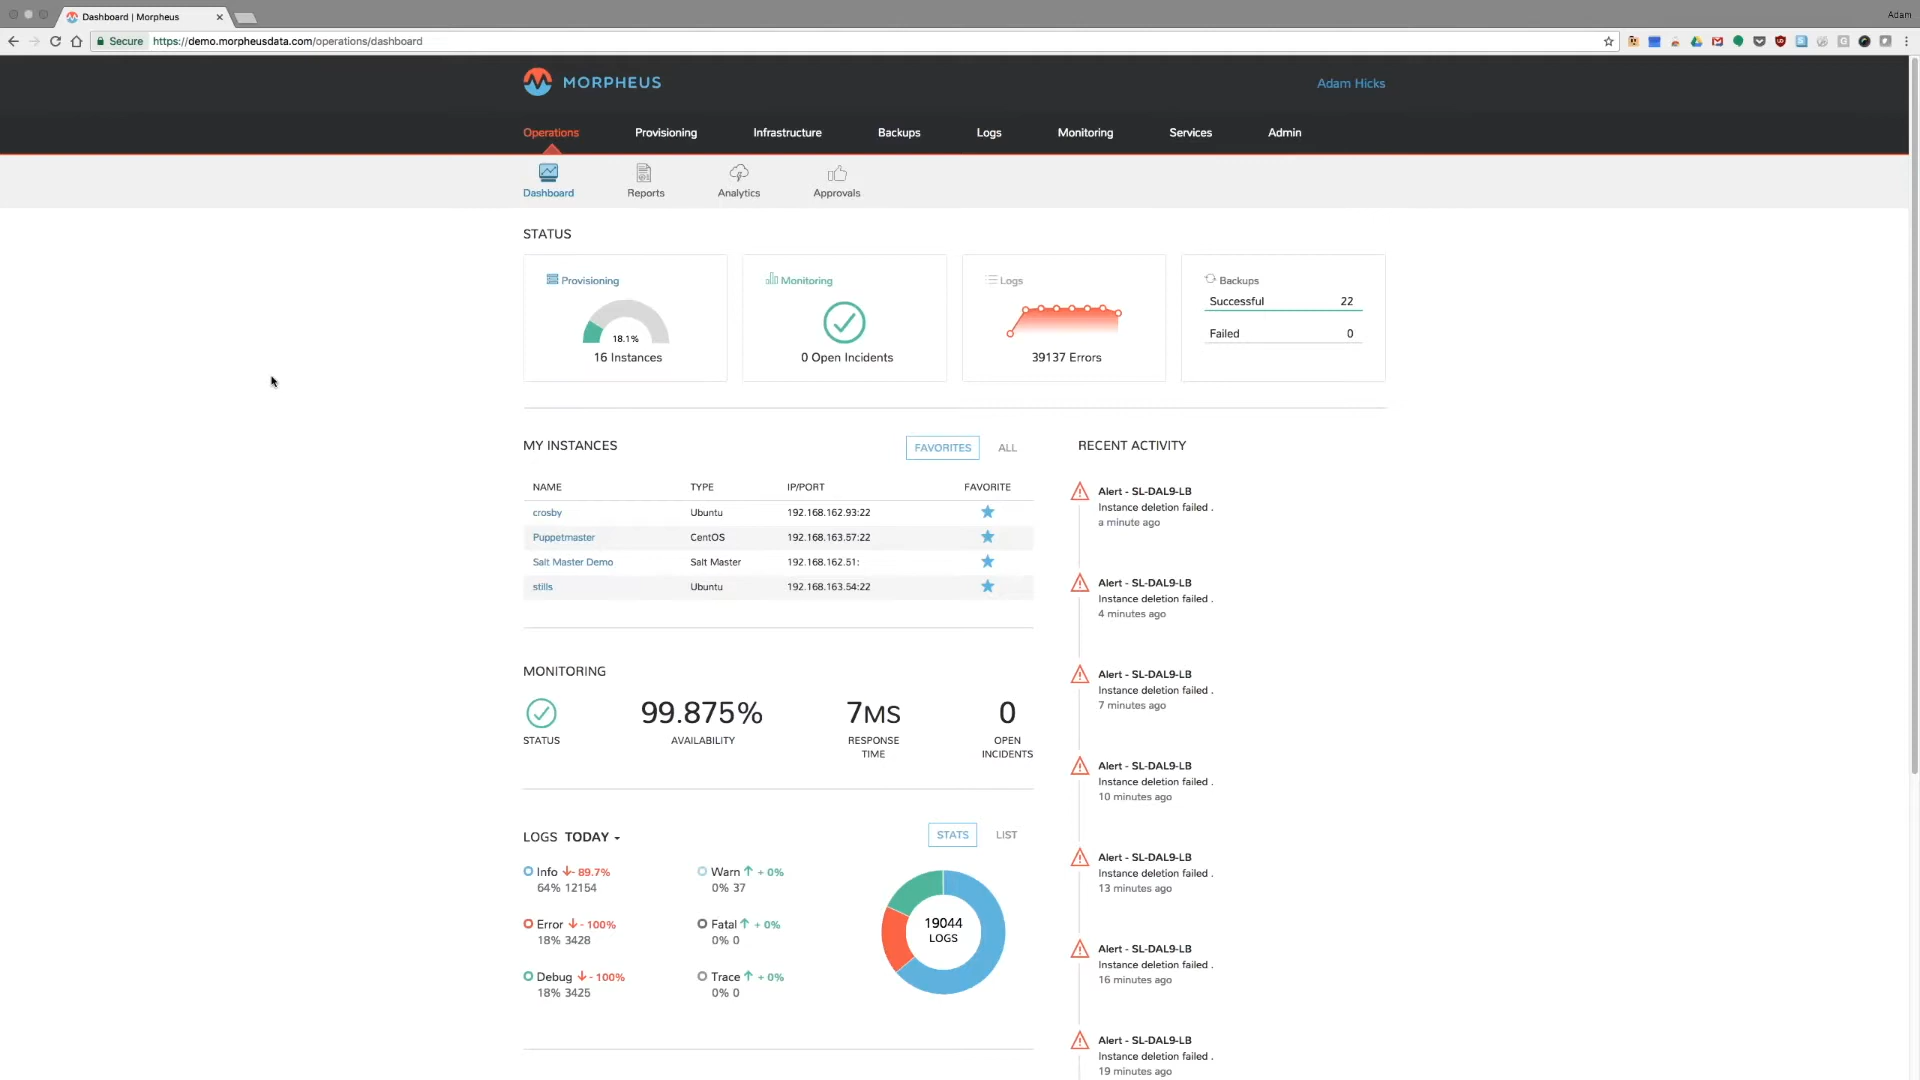 Dashboard | Morpheus
Adam
Secure https://demo.morpheusdata.com/operations/dashboard
MORPHEUS
Adam Hicks
Operations Provisioning Infrastructure Backups Logs Monitoring Services Admin
Dashboard Reports Analytics Approvals
STATUS
Provisioning
18.1%
16 Instances
Monitoring
0 Open Incidents
Logs
39137 Errors
Backups
Successful 22
Failed 0
MY INSTANCES
FAVORITES ALL
NAME TYPE IP/PORT FAVORITE
crosby Ubuntu 192.168.162.93:22
Puppetmaster CentOS 192.168.163.57:22
Salt Master Demo Salt Master 192.168.162.51:
stills Ubuntu 192.168.163.54:22
MONITORING
STATUS
99.875%
AVAILABILITY
7MS
RESPONSE
TIME
0
OPEN
INCIDENTS
LOGS TODAY
STATS LIST
Info - 89.7%
64% 12154
Warn + 0%
0% 37
Error - 100%
18% 3428
Fatal + 0%
0% 0
Debug - 100%
18% 3425
Trace + 0%
0% 0
19044
LOGS
RECENT ACTIVITY
Alert - SL-DAL9-LB
Instance deletion failed .
a minute ago
Alert - SL-DAL9-LB
Instance deletion failed .
4 minutes ago
Alert - SL-DAL9-LB
Instance deletion failed .
7 minutes ago
Alert - SL-DAL9-LB
Instance deletion failed .
10 minutes ago
Alert - SL-DAL9-LB
Instance deletion failed .
13 minutes ago
Alert - SL-DAL9-LB
Instance deletion failed .
16 minutes ago
Alert - SL-DAL9-LB
Instance deletion failed .
19 minutes ago